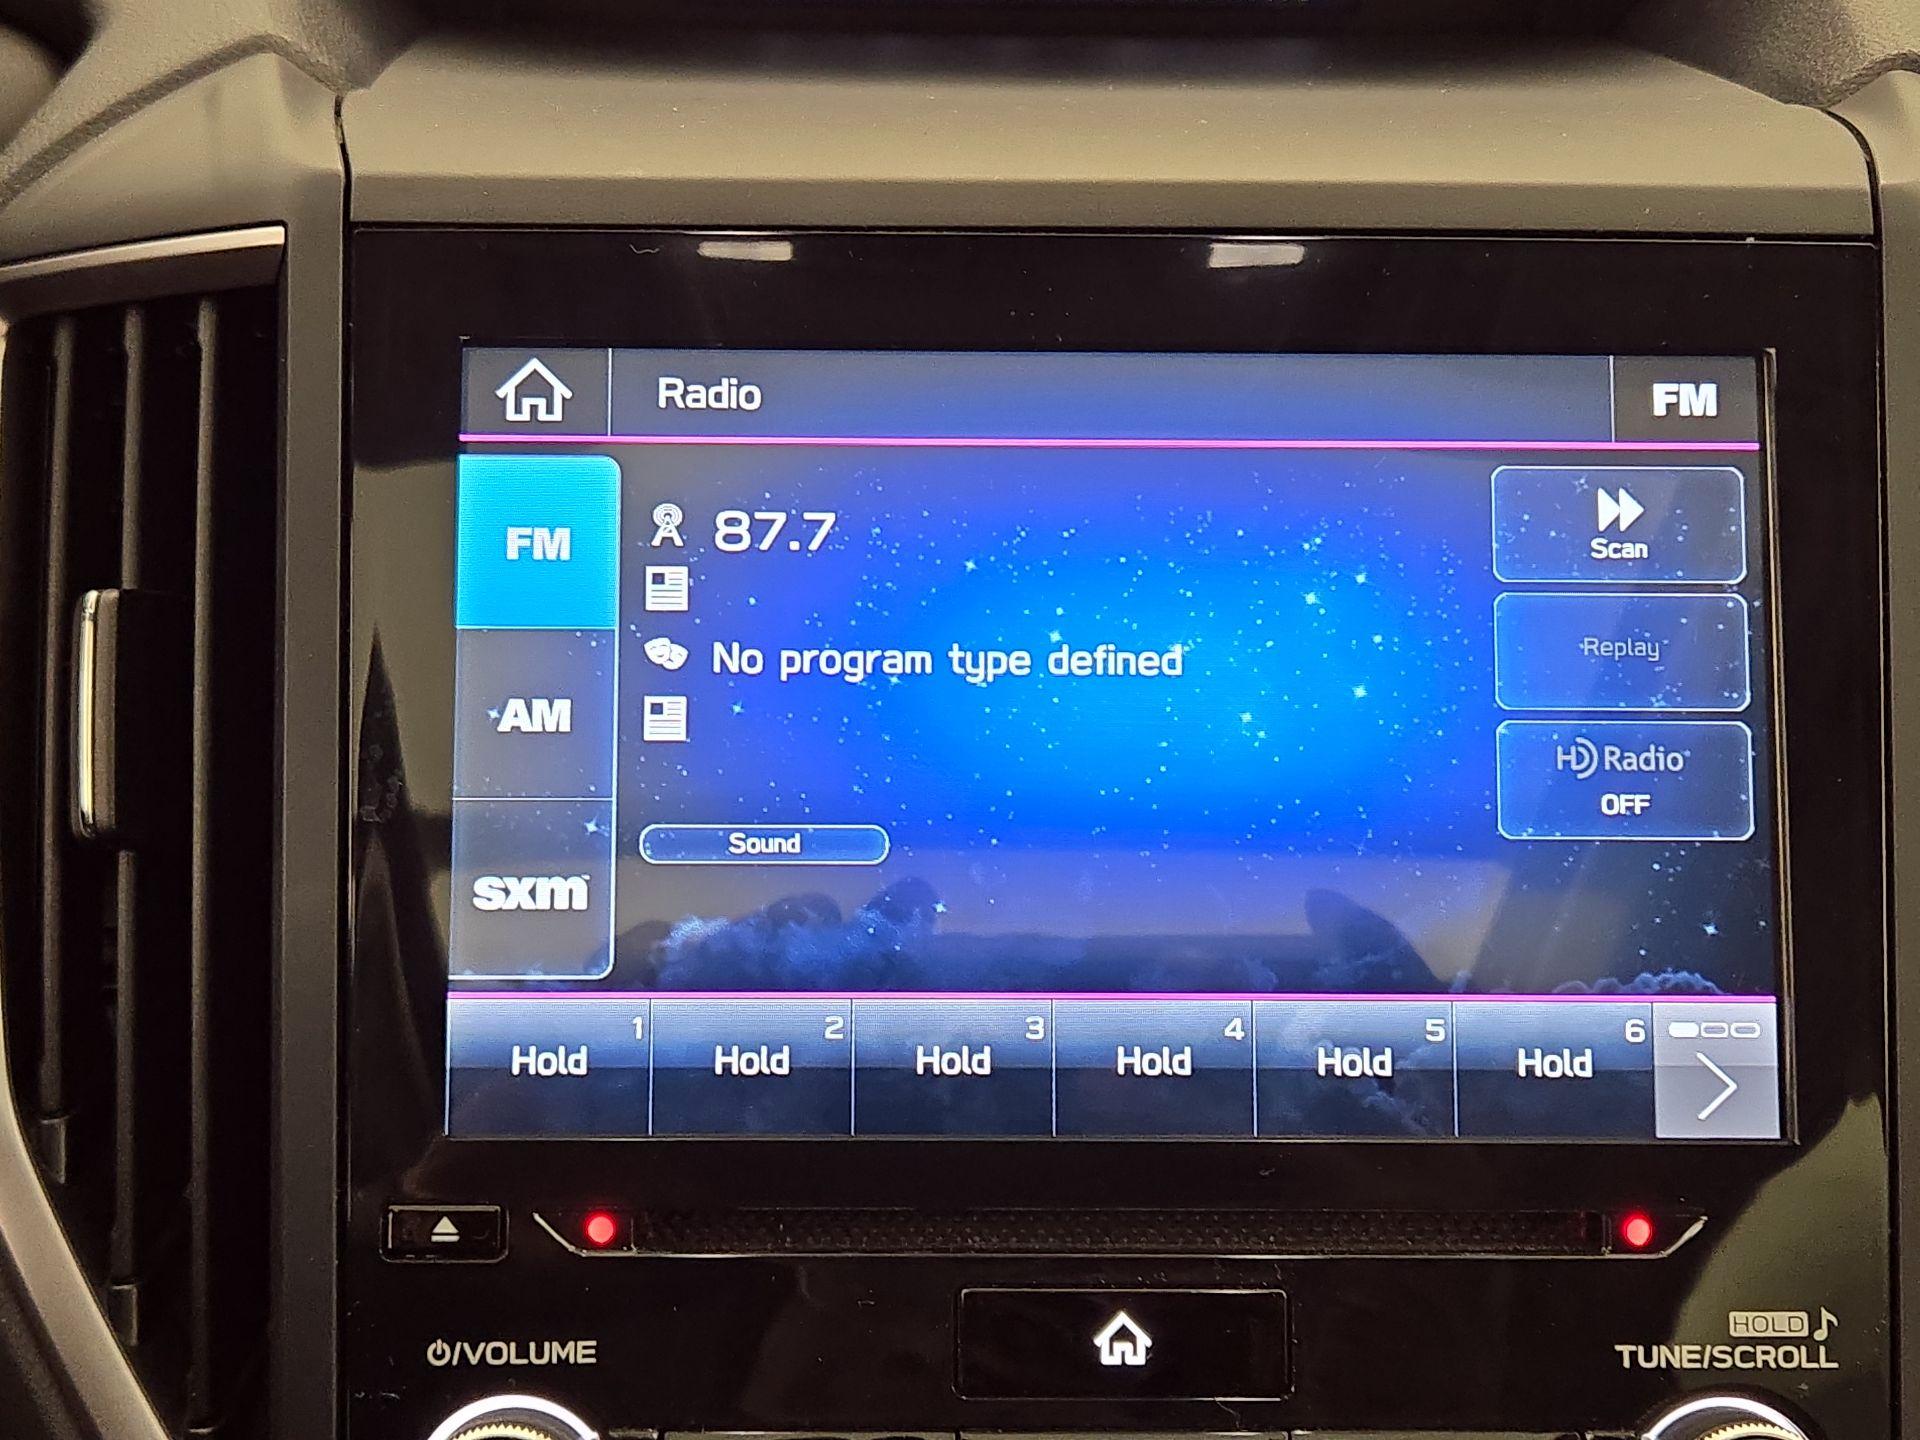 Radio
FM
FM
AM
sxm
87.7
No program type defined
Sound
Scan
Replay
HD Radio
OFF
1
Hold
2
Hold
3
Hold
4
Hold
5
Hold
6
Hold
/VOLUME
HOLD
TUNE/SCROLL